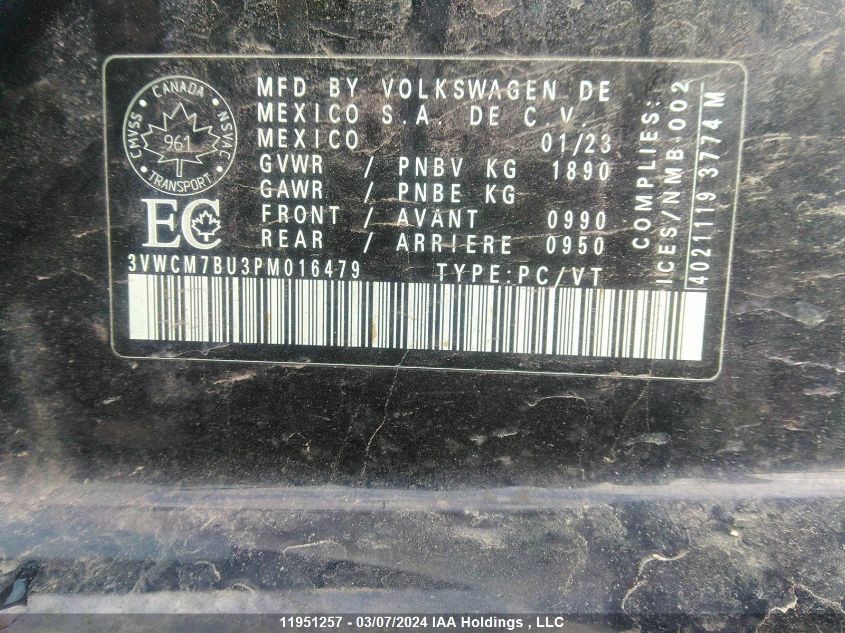 CANADA
CMVSS
NSVAC
961
TRANSPORT
EC
MFD BY VOLKSWAGEN DE
MEXICO S.A. DE C.V.
MEXICO 01/23
GVWR / PNBV KG 1890
GAWR / PNBE KG
FRONT / AVANT 0990
REAR / ARRIERE 0950
3VWCM7BU3PM016479 TYPE:PC/VT
COMPLIES:
ICES/NMB-002
4021119 3774M
11951257 - 03/07/2024 IAA Holdings , LLC